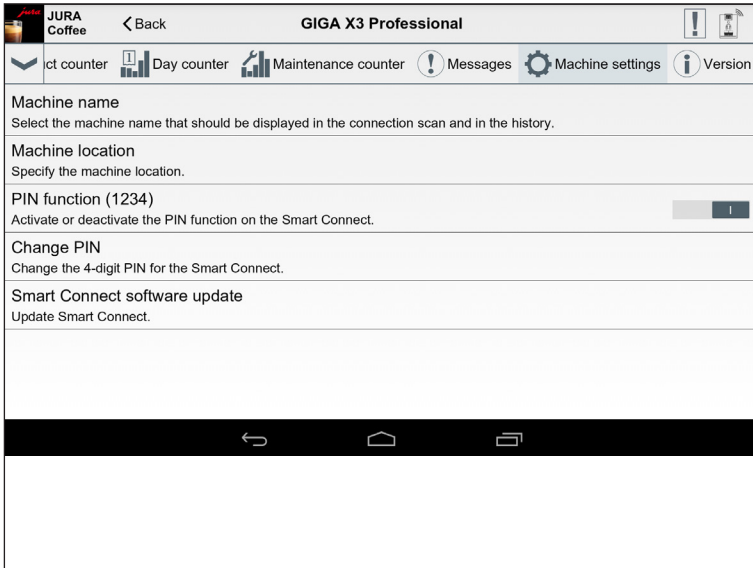 jura
JURA
Coffee
Back
GIGA X3 Professional
ıct counter
1
Day counter
Maintenance counter
Messages
Machine settings
Version
Machine name
Select the machine name that should be displayed in the connection scan and in the history.
Machine location
Specify the machine location.
PIN function (1234)
Activate or deactivate the PIN function on the Smart Connect.
I
Change PIN
Change the 4-digit PIN for the Smart Connect.
Smart Connect software update
Update Smart Connect.